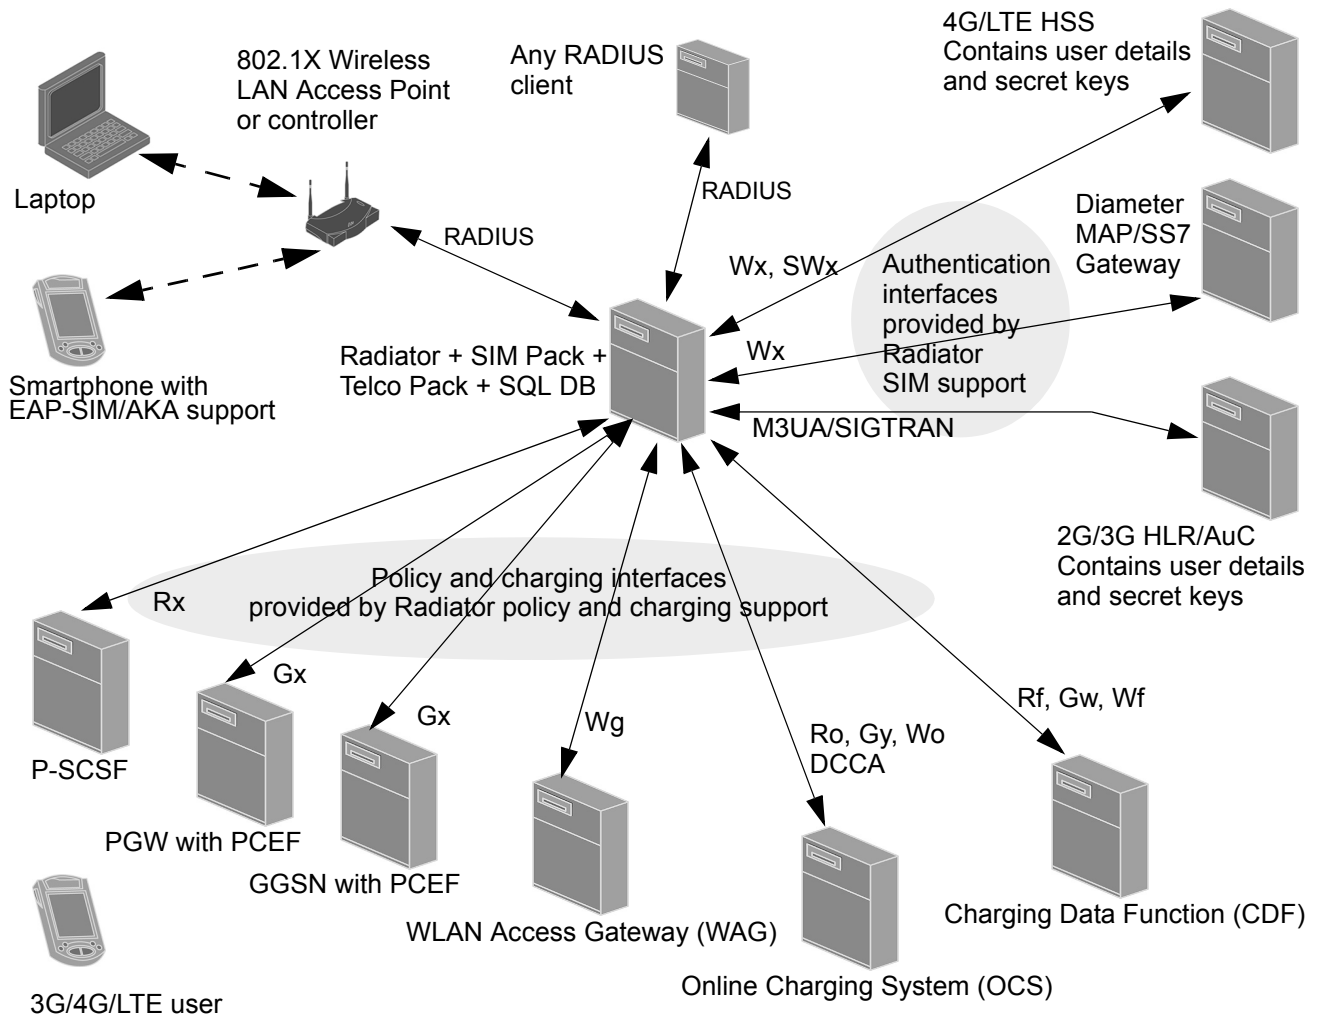 4G/LTE HSS
Contains user details
and secret keys
802.1X Wireless
LAN Access Point
or controller
Any RADIUS
client
Laptop
RADIUS
RADIUS
Diameter
MAP/SS7
Gateway
Wx, SWx
Authentication
interfaces
provided by
Radiator
SIM support
Wx
Radiator + SIM Pack +
Telco Pack + SQL DB
Smartphone with
EAP-SIM/AKA support
M3UA/SIGTRAN
2G/3G HLR/AuC
Contains user details
and secret keys
Policy and charging interfaces
provided by Radiator policy and charging support
Rx
Gx
Gx
Wg
Ro, Gy, Wo
DCCA
Rf, Gw, Wf
P-SCSF
PGW with PCEF
GGSN with PCEF
WLAN Access Gateway (WAG)
Charging Data Function (CDF)
Online Charging System (OCS)
3G/4G/LTE user